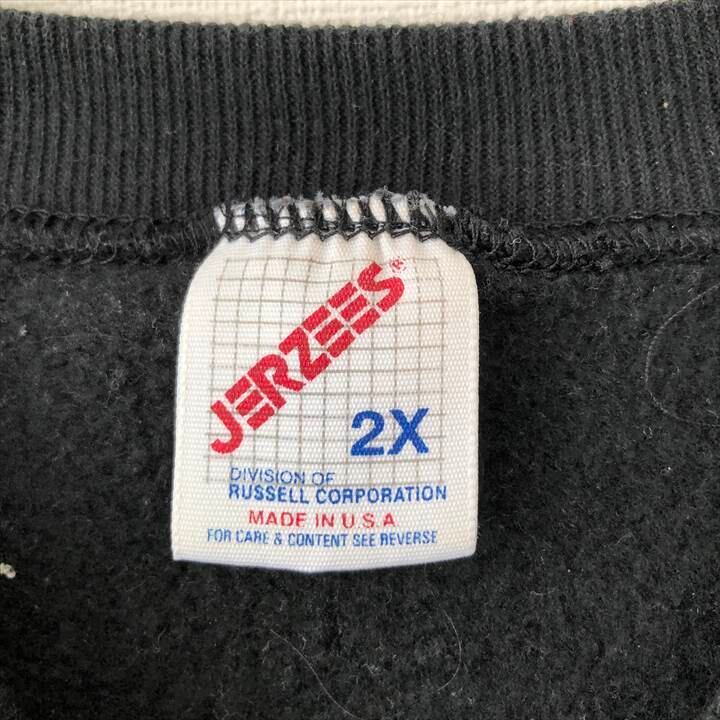 JERZEES®
2X
DIVISION OF
RUSSELL CORPORATION
MADE IN U.S.A
FOR CARE & CONTENT SEE REVERSE